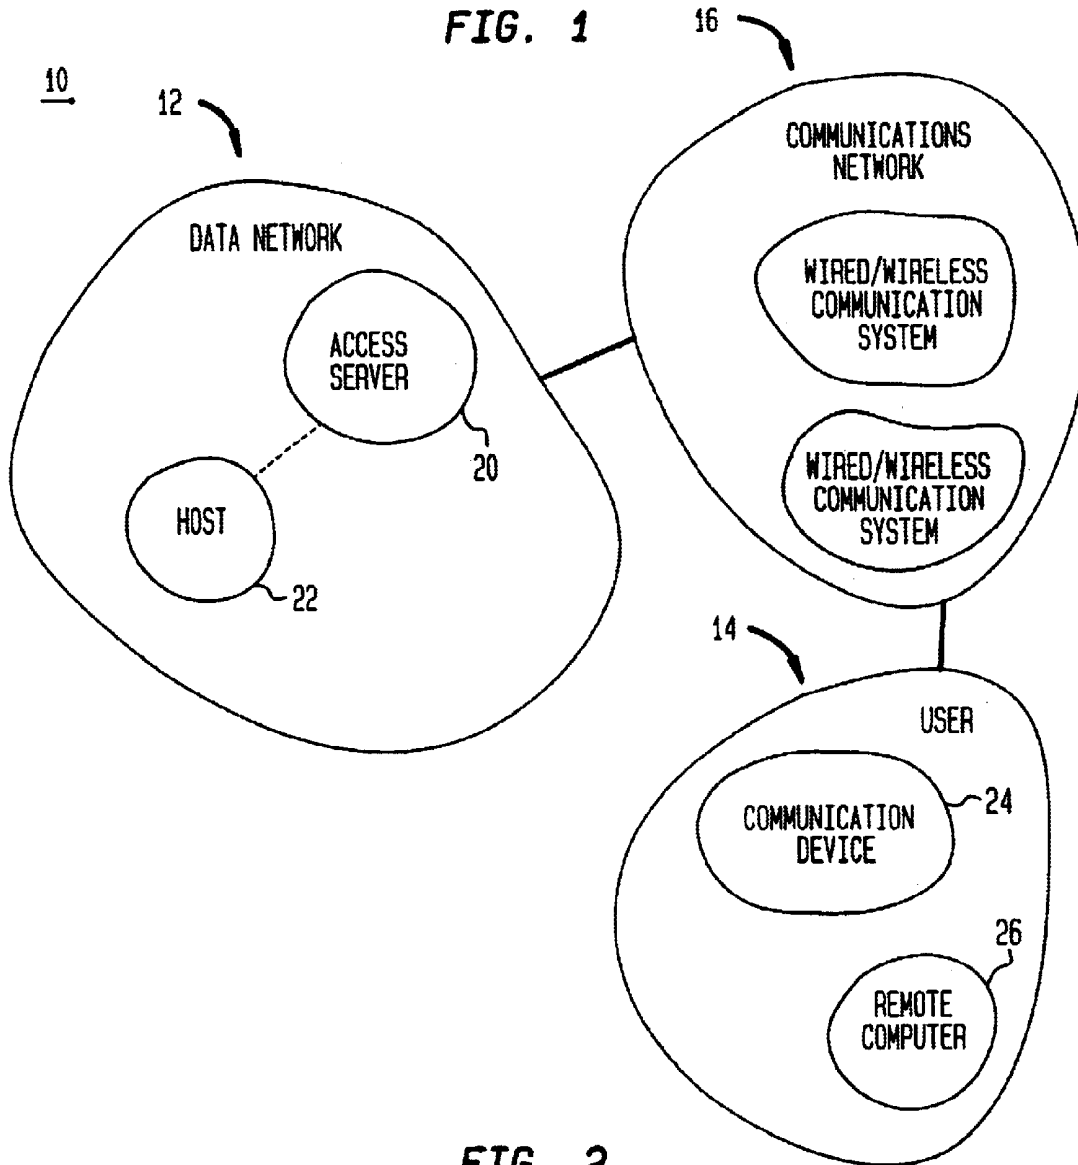 FIG. 1
10
12
16
DATA NETWORK
ACCESS
SERVER
20
HOST
22
COMMUNICATIONS
NETWORK
WIRED/WIRELESS
COMMUNICATION
SYSTEM
WIRED/WIRELESS
COMMUNICATION
SYSTEM
14
USER
COMMUNICATION
DEVICE
24
26
REMOTE
COMPUTER